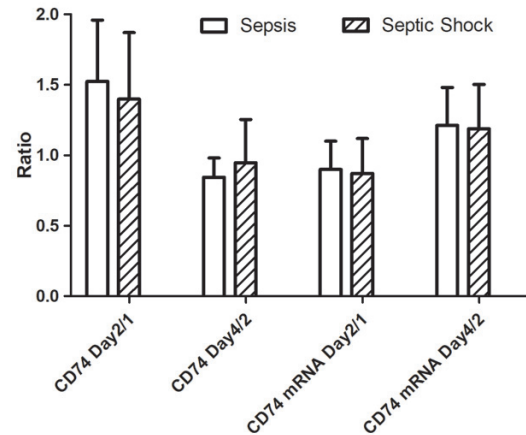 2.0
Sepsis
Septic Shock
1.5
Ratio
1.0
0.5
0.0
CD74 Day2/1
CD74 Day4/2
CD74 mRNA Day2/1
CD74 mRNA Day4/2